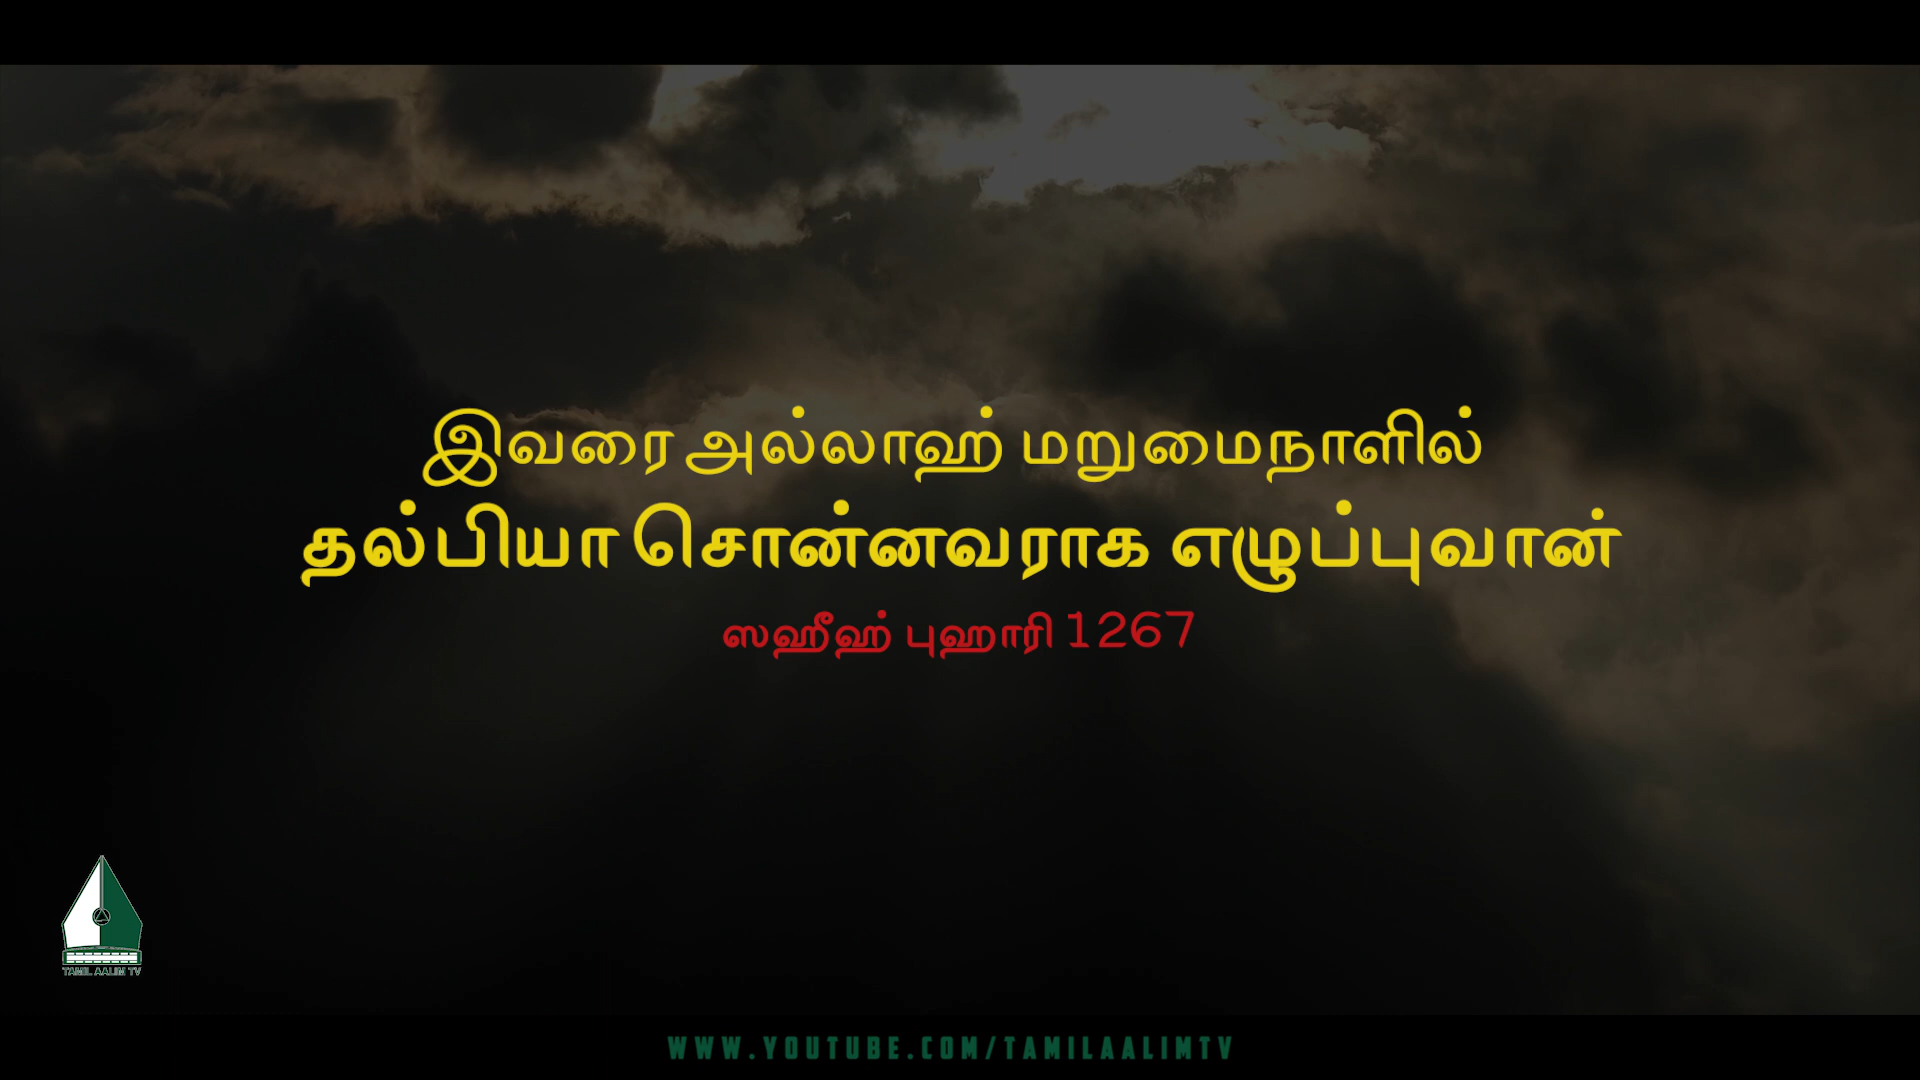 இவரை அல்லாஹ் மறுமைநாளில்
தல்பியா சொன்னவராக எழுப்புவான்
ஸஹீஹ் புஹாரி 1267
TAMIL AALIM TV
WWW.YOUTUBE.COM/TAMILAALIMTV